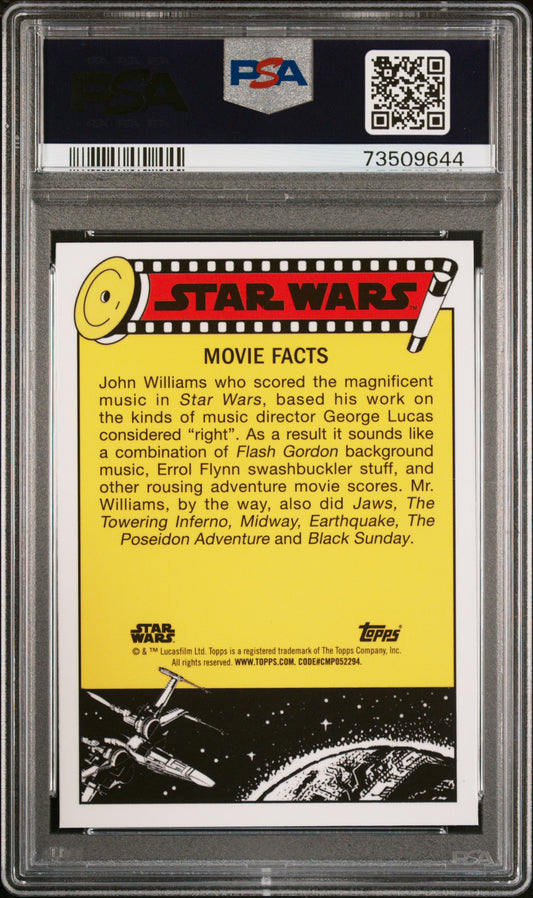 PSA
PSA
73509644
STAR WARS™
MOVIE FACTS
John Williams who scored the magnificent
music in Star Wars, based his work on
the kinds of music director George Lucas
considered “right”. As a result it sounds like
a combination of Flash Gordon background
music, Errol Flynn swashbuckler stuff, and
other rousing adventure movie scores. Mr.
Williams, by the way, also did Jaws, The
Towering Inferno, Midway, Earthquake, The
Poseidon Adventure and Black Sunday.
STAR WARS
topps®
© & ™ Lucasfilm Ltd. Topps is a registered trademark of The Topps Company, Inc.
All rights reserved. WWW.TOPPS.COM. CODE#CMP052294.
PSA